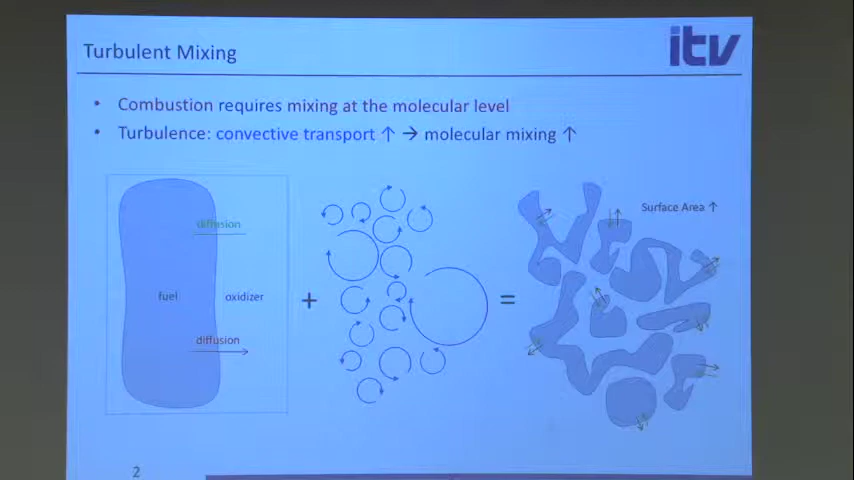 Turbulent Mixing
itv
• Combustion requires mixing at the molecular level
• Turbulence: convective transport ↑ → molecular mixing ↑
Surface Area ↑
diffusion
fuel
oxidizer
+
=
diffusion
2